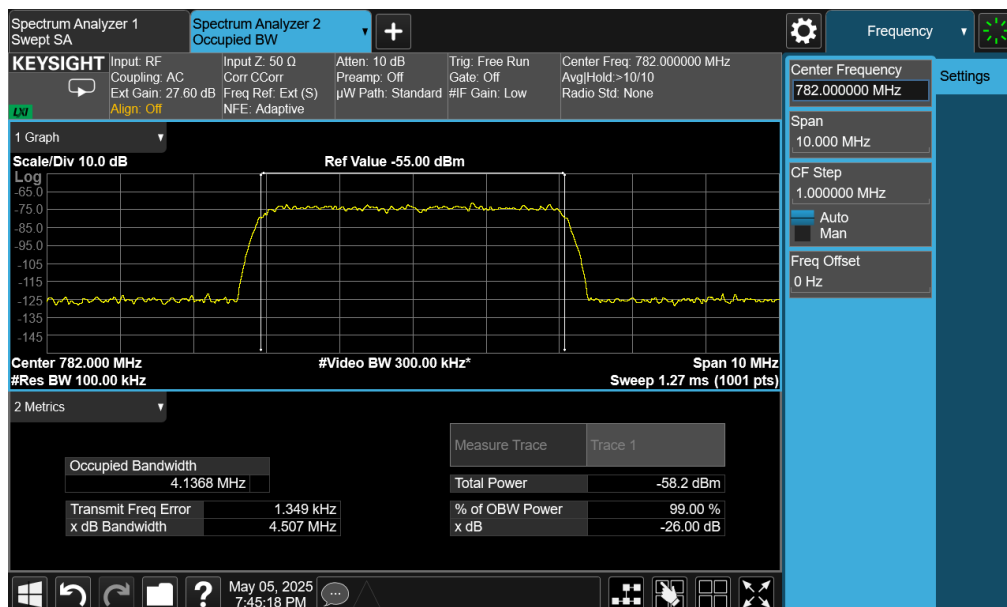 Spectrum Analyzer 1
Swept SA
Spectrum Analyzer 2
Occupied BW
Frequency
KEYSIGHT
LXI
Input: RF
Coupling: AC
Ext Gain: 27.60 dB
Align: Off
Input Z: 50 Ω
Corr CCorr
Freq Ref: Ext (S)
NFE: Adaptive
Atten: 10 dB
Preamp: Off
µW Path: Standard
Trig: Free Run
Gate: Off
#IF Gain: Low
Center Freq: 782.000000 MHz
Avg|Hold:>10/10
Radio Std: None
Center Frequency
782.000000 MHz
Settings
Span
10.000 MHz
CF Step
1.000000 MHz
Auto
Man
Freq Offset
0 Hz
1 Graph
Scale/Div 10.0 dB
Ref Value -55.00 dBm
Log
-65.0
-75.0
-85.0
-95.0
-105
-115
-125
-135
-145
Center 782.000 MHz
#Video BW 300.00 kHz*
Span 10 MHz
#Res BW 100.00 kHz
Sweep 1.27 ms (1001 pts)
2 Metrics
Measure Trace
Trace 1
Occupied Bandwidth
4.1368 MHz
Total Power
-58.2 dBm
Transmit Freq Error
1.349 kHz
% of OBW Power
99.00 %
x dB Bandwidth
4.507 MHz
x dB
-26.00 dB
May 05, 2025
7:45:18 PM